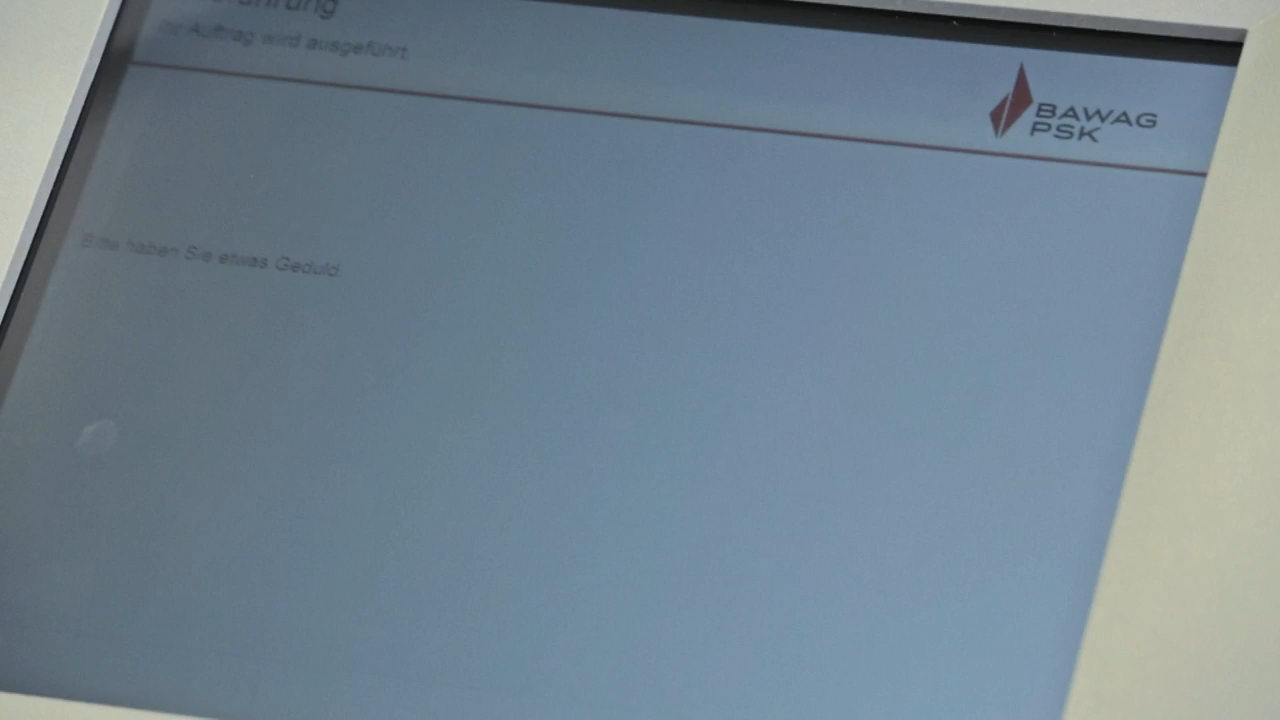 Ihr Auftrag wird ausgeführt.
BAWAG
PSK
Bitte haben Sie etwas Geduld.